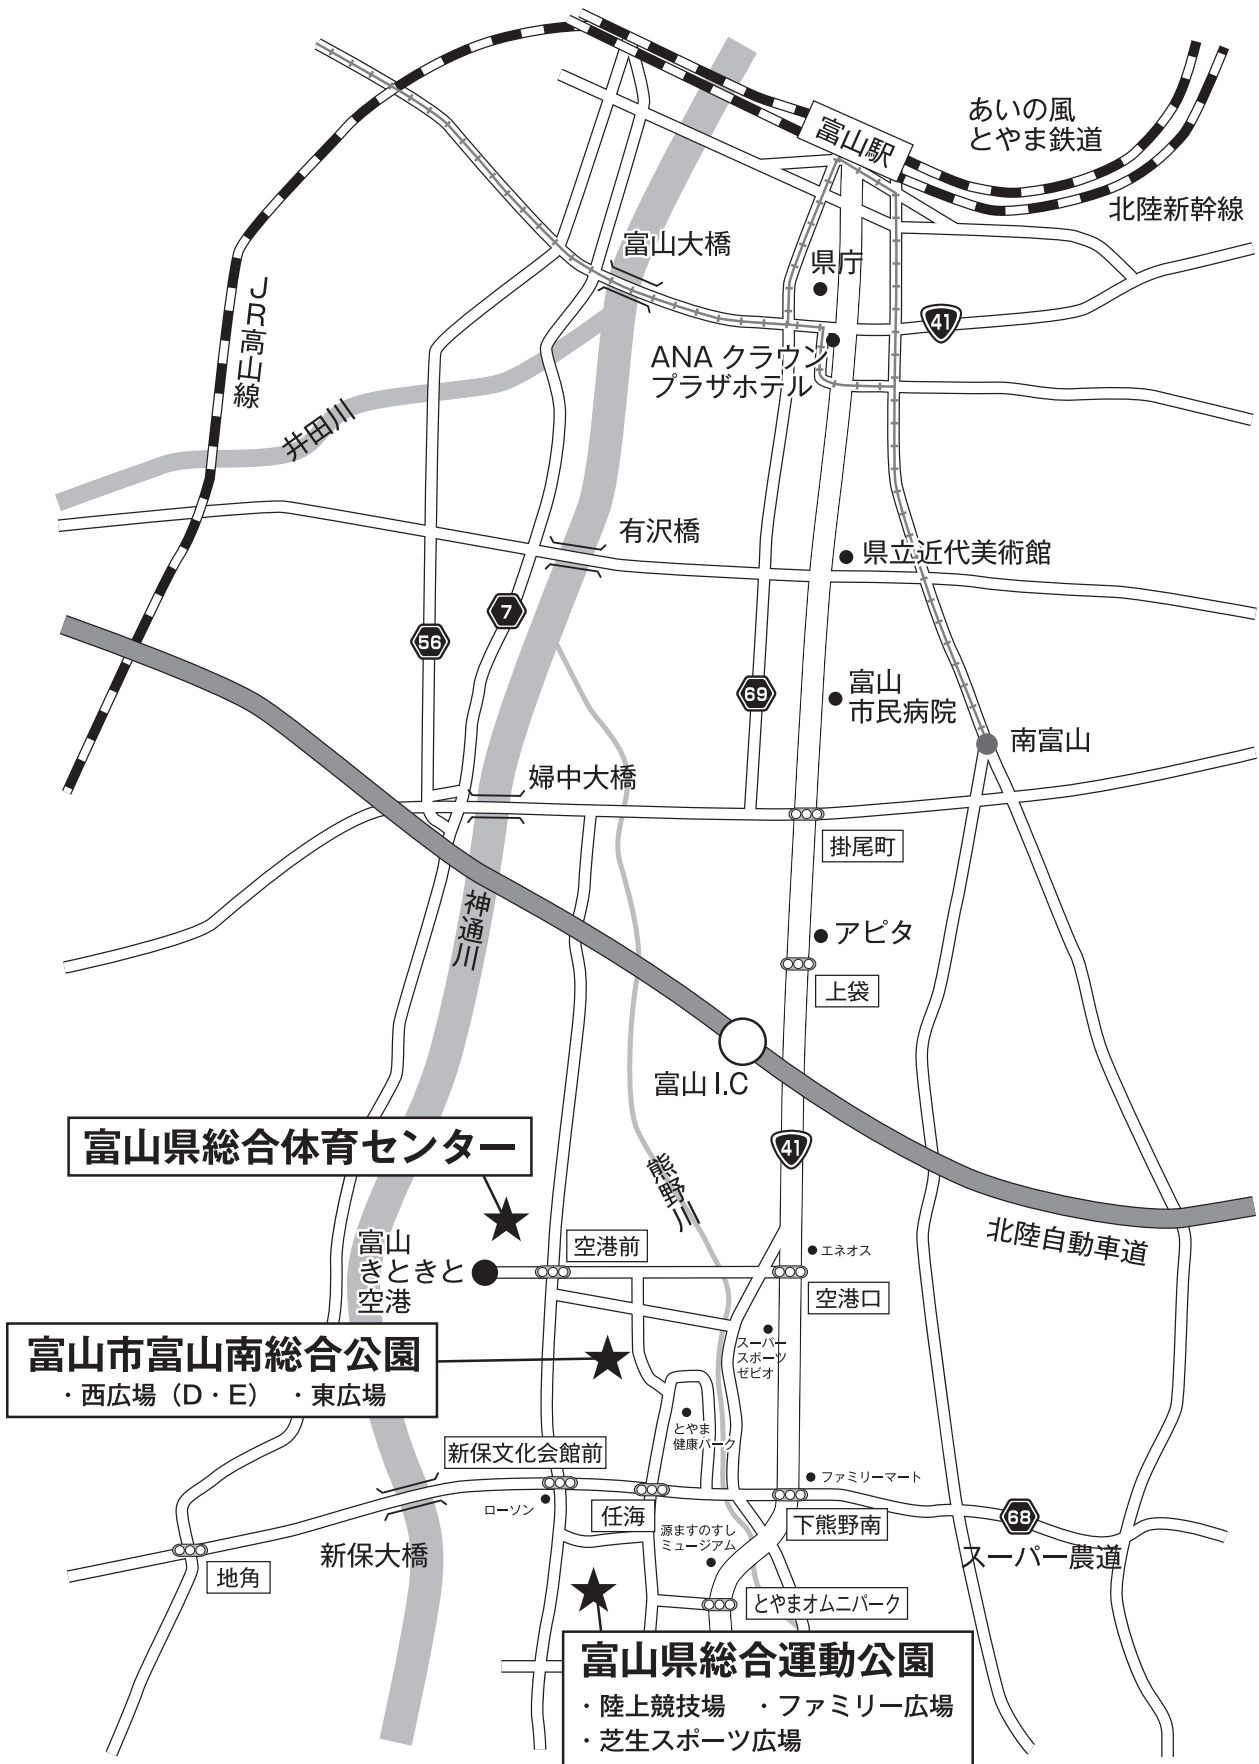 富山駅
あいの風
とやま鉄道
北陸新幹線
富山大橋
県庁
JR高山線
41
ANA クラウン
プラザホテル
井田川
有沢橋
県立近代美術館
7
56
69
富山
市民病院
南富山
婦中大橋
掛尾町
神通川
アピタ
上袋
富山 I.C
富山県総合体育センター
41
熊野川
北陸自動車道
富山
きときと
空港
空港前
エネオス
空港口
富山市富山南総合公園
・西広場（D・E）　・東広場
スーパー
スポーツ
ゼビオ
とやま
健康パーク
新保文化会館前
ファミリーマート
ローソン
任海
源ますのすし
ミュージアム
下熊野南
68
スーパー農道
新保大橋
地角
とやまオムニパーク
富山県総合運動公園
・陸上競技場　・ファミリー広場
・芝生スポーツ広場